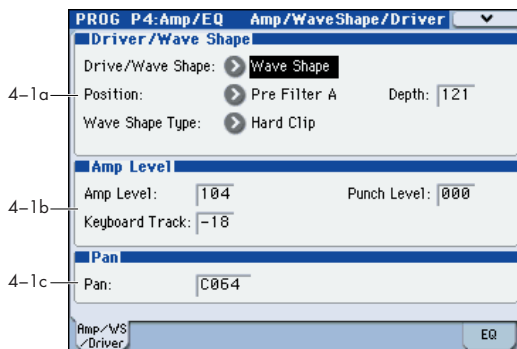 PROG P4:Amp/EQ Amp/WaveShape/Driver
Driver/Wave Shape
Drive/Wave Shape: Wave Shape
4–1a Position: Pre Filter A Depth: 121
Wave Shape Type: Hard Clip
Amp Level
Amp Level: 104 Punch Level: 000
4–1b
Keyboard Track: -18
Pan
4–1c Pan: C064
Amp/WS
/Driver EQ